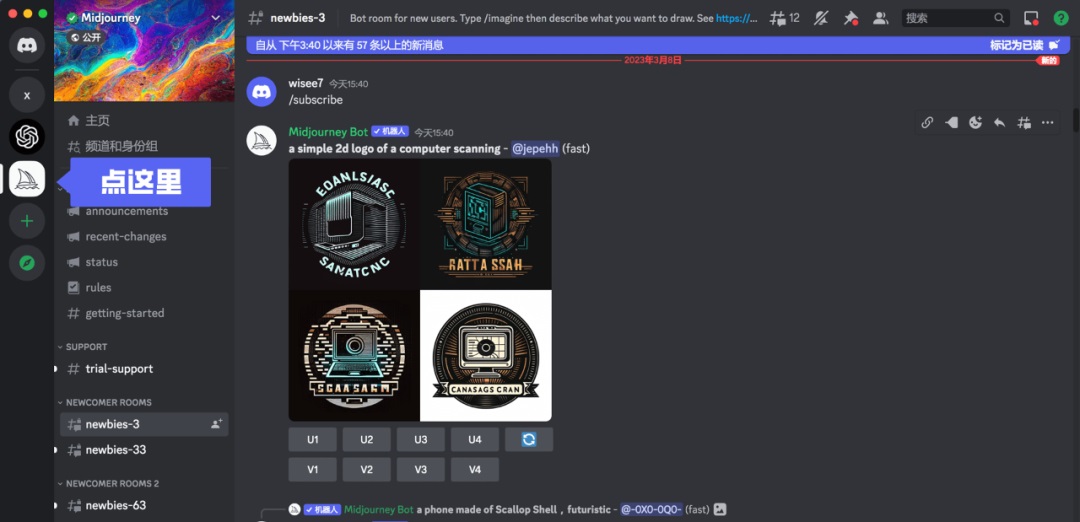 Midjourney
公开
newbies-3
Bot room for new users. Type /imagine then describe what you want to draw. See https://...
12
搜索
自从 下午3:40 以来有 57 条以上的新消息
标记为已读
2023年3月8日
新的
X
主页
频道和身份组
点这里
announcements
recent-changes
status
rules
getting-started
SUPPORT
trial-support
NEWCOMER ROOMS
newbies-3
newbies-33
NEWCOMER ROOMS 2
newbies-63
wisee7 今天15:40
/subscribe
Midjourney Bot 机器人 今天15:40
a simple 2d logo of a computer scanning - @jepehh (fast)
EOANLS/ASC
SAMATCNC
RATTA SSAH
SGAASAGM
CANASAGS CRAN
U1 U2 U3 U4
V1 V2 V3 V4
机器人 Midjourney Bot a phone made of Scallop Shell，futuristic - @-0X0-0Q0- (fast)